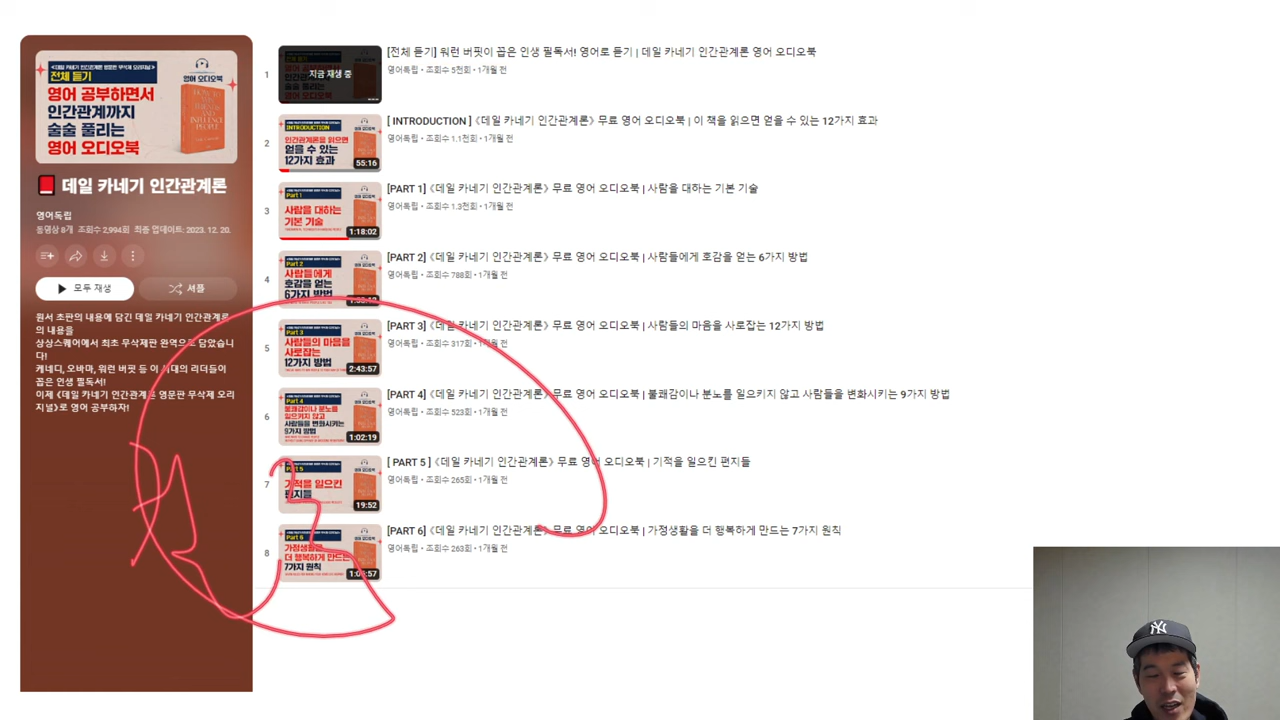 <데일 카네기 인간관계론 영문판 무삭제 오리지널>
전체 듣기
영어 공부하면서
인간관계까지
술술 풀리는
영어 오디오북
영어 오디오북
HOW TO WIN FRIENDS AND INFLUENCE PEOPLE
데일 카네기 인간관계론
영어독립
동영상 8개 조회수 2,994회 최종 업데이트: 2023. 12. 20.
모두 재생
셔플
원서 초판의 내용에 담긴 데일 카네기 인간관계론
의 내용을
상상스퀘어에서 최초 무삭제판 완역으로 담았습니
다!
케네디, 오바마, 워런 버핏 등 이 시대의 리더들이
꼽은 인생 필독서!
이제 《데일 카네기 인간관계론 영문판 무삭제 오리
지널》로 영어 공부하자!
1
지금 재생 중
[전체 듣기] 워런 버핏이 꼽은 인생 필독서! 영어로 듣기 | 데일 카네기 인간관계론 영어 오디오북
영어독립 • 조회수 5천회 • 1개월 전
2
INTRODUCTION
인간관계론을 읽으면
얻을 수 있는
12가지 효과
55:16
[ INTRODUCTION ] 《데일 카네기 인간관계론》 무료 영어 오디오북 | 이 책을 읽으면 얻을 수 있는 12가지 효과
영어독립 • 조회수 1.1천회 • 1개월 전
3
Part 1
사람을 대하는
기본 기술
1:18:02
[PART 1] 《데일 카네기 인간관계론》 무료 영어 오디오북 | 사람을 대하는 기본 기술
영어독립 • 조회수 1.3천회 • 1개월 전
4
Part 2
사람들에게
호감을 얻는
6가지 방법
[PART 2] 《데일 카네기 인간관계론》 무료 영어 오디오북 | 사람들에게 호감을 얻는 6가지 방법
영어독립 • 조회수 788회 • 1개월 전
5
Part 3
사람들의 마음을
사로잡는
12가지 방법
2:43:57
[PART 3] 《데일 카네기 인간관계론》 무료 영어 오디오북 | 사람들의 마음을 사로잡는 12가지 방법
영어독립 • 조회수 317회 • 1개월 전
6
Part 4
불쾌감이나 분노를
일으키지 않고
사람들을 변화시키는
9가지 방법
1:02:19
[PART 4] 《데일 카네기 인간관계론》 무료 영어 오디오북 | 불쾌감이나 분노를 일으키지 않고 사람들을 변화시키는 9가지 방법
영어독립 • 조회수 523회 • 1개월 전
7
Part 5
기적을 일으킨
편지들
19:52
[ PART 5 ] 《데일 카네기 인간관계론》 무료 영어 오디오북 | 기적을 일으킨 편지들
영어독립 • 조회수 265회 • 1개월 전
8
Part 6
가정생활을
더 행복하게 만드는
7가지 원칙
[PART 6] 《데일 카네기 인간관계론》 무료 영어 오디오북 | 가정생활을 더 행복하게 만드는 7가지 원칙
영어독립 • 조회수 263회 • 1개월 전
NY